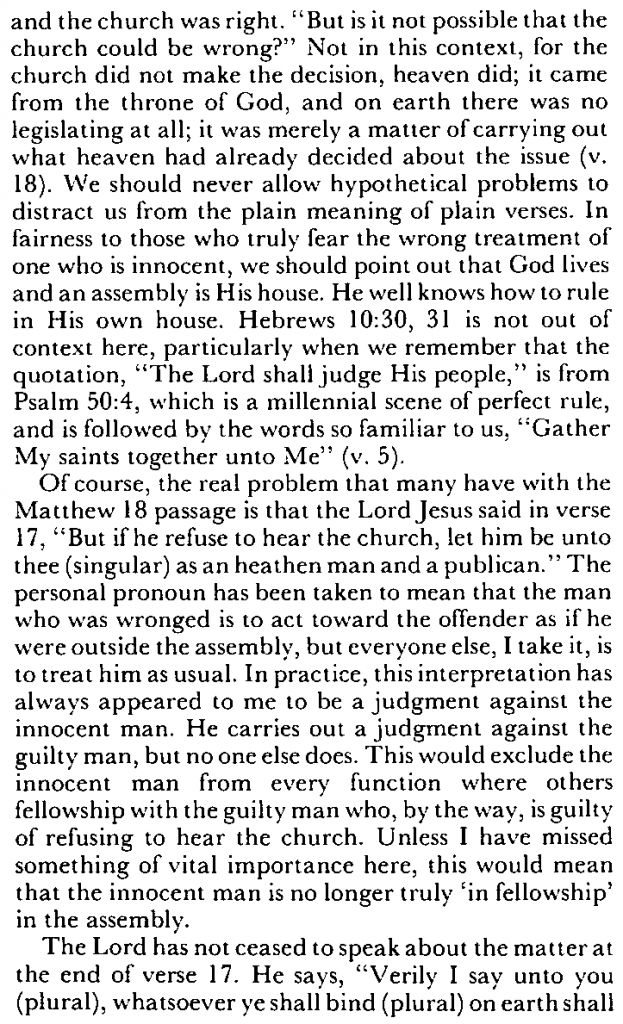 and the church was right. “But is it not possible that the
church could be wrong?” Not in this context, for the
church did not make the decision, heaven did; it came
from the throne of God, and on earth there was no
legislating at all; it was merely a matter of carrying out
what heaven had already decided about the issue (v.
18). We should never allow hypothetical problems to
distract us from the plain meaning of plain verses. In
fairness to those who truly fear the wrong treatment of
one who is innocent, we should point out that God lives
and an assembly is His house. He well knows how to rule
in His own house. Hebrews 10:30, 31 is not out of
context here, particularly when we remember that the
quotation, “The Lord shall judge His people,” is from
Psalm 50:4, which is a millennial scene of perfect rule,
and is followed by the words so familiar to us, “Gather
My saints together unto Me” (v. 5).
Of course, the real problem that many have with the
Matthew 18 passage is that the Lord Jesus said in verse
17, “But if he refuse to hear the church, let him be unto
thee (singular) as an heathen man and a publican.” The
personal pronoun has been taken to mean that the man
who was wronged is to act toward the offender as if he
were outside the assembly, but everyone else, I take it, is
to treat him as usual. In practice, this interpretation has
always appeared to me to be a judgment against the
innocent man. He carries out a judgment against the
guilty man, but no one else does. This would exclude the
innocent man from every function where others
fellowship with the guilty man who, by the way, is guilty
of refusing to hear the church. Unless I have missed
something of vital importance here, this would mean
that the innocent man is no longer truly ‘in fellowship’
in the assembly.
The Lord has not ceased to speak about the matter at
the end of verse 17. He says, “Verily I say unto you
(plural), whatsoever ye shall bind (plural) on earth shall